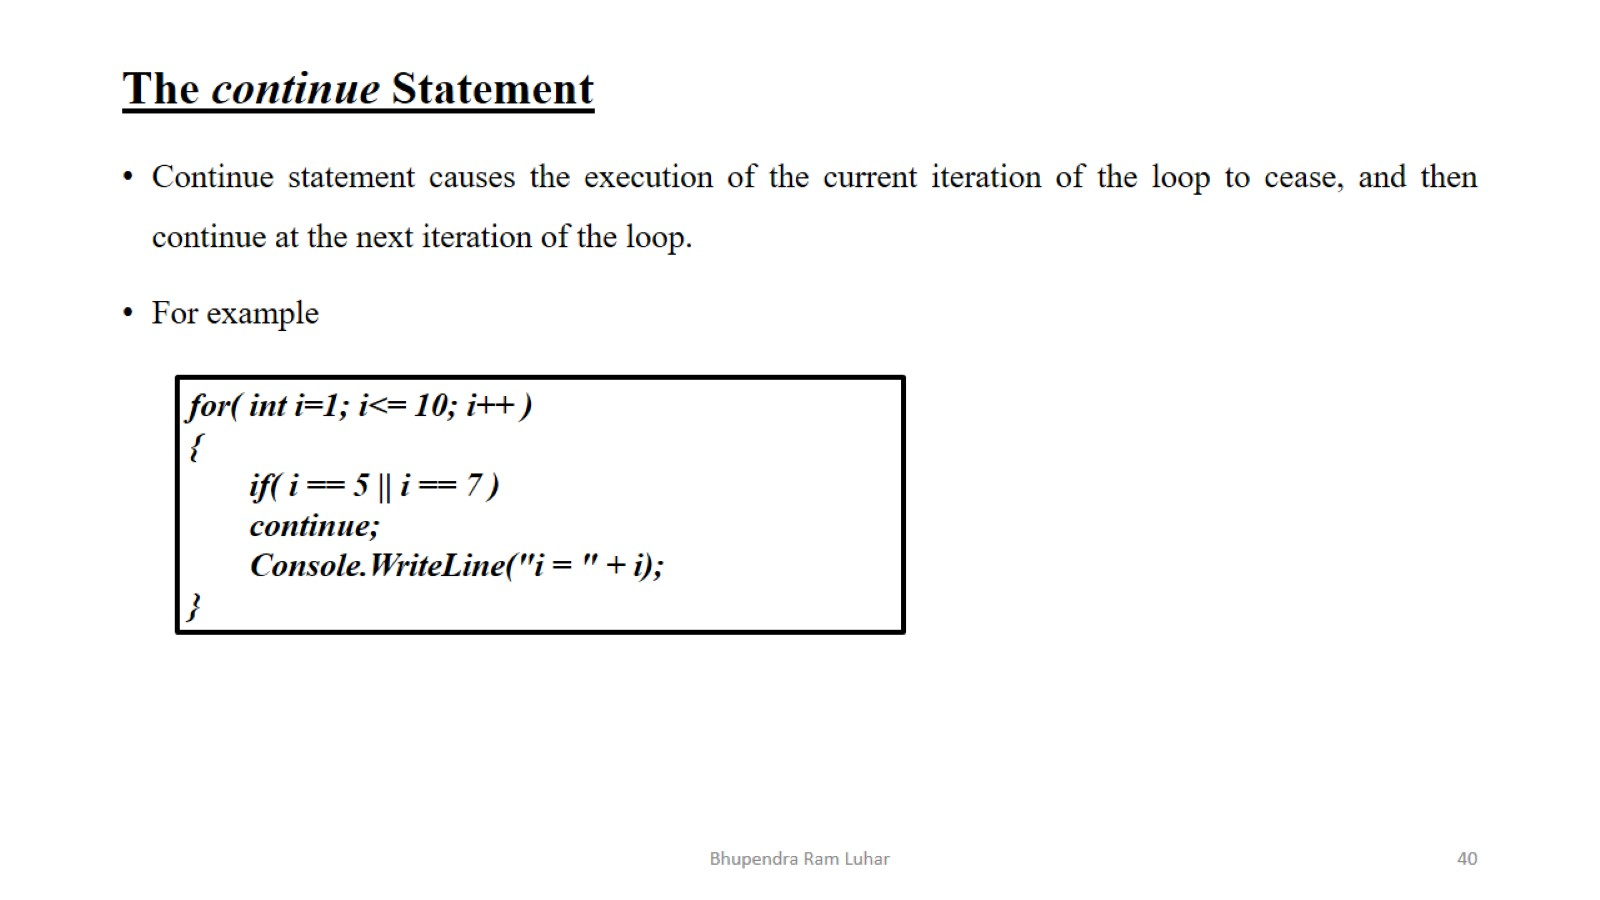 The continue Statement
• Continue statement causes the execution of the current iteration of the loop to cease, and then
continue at the next iteration of the loop.
• For example
for( int i=1; i<= 10; i++ )
{
if( i == 5 || i == 7 )
continue;
Console.WriteLine("i = " + i);
}
Bhupendra Ram Luhar
40